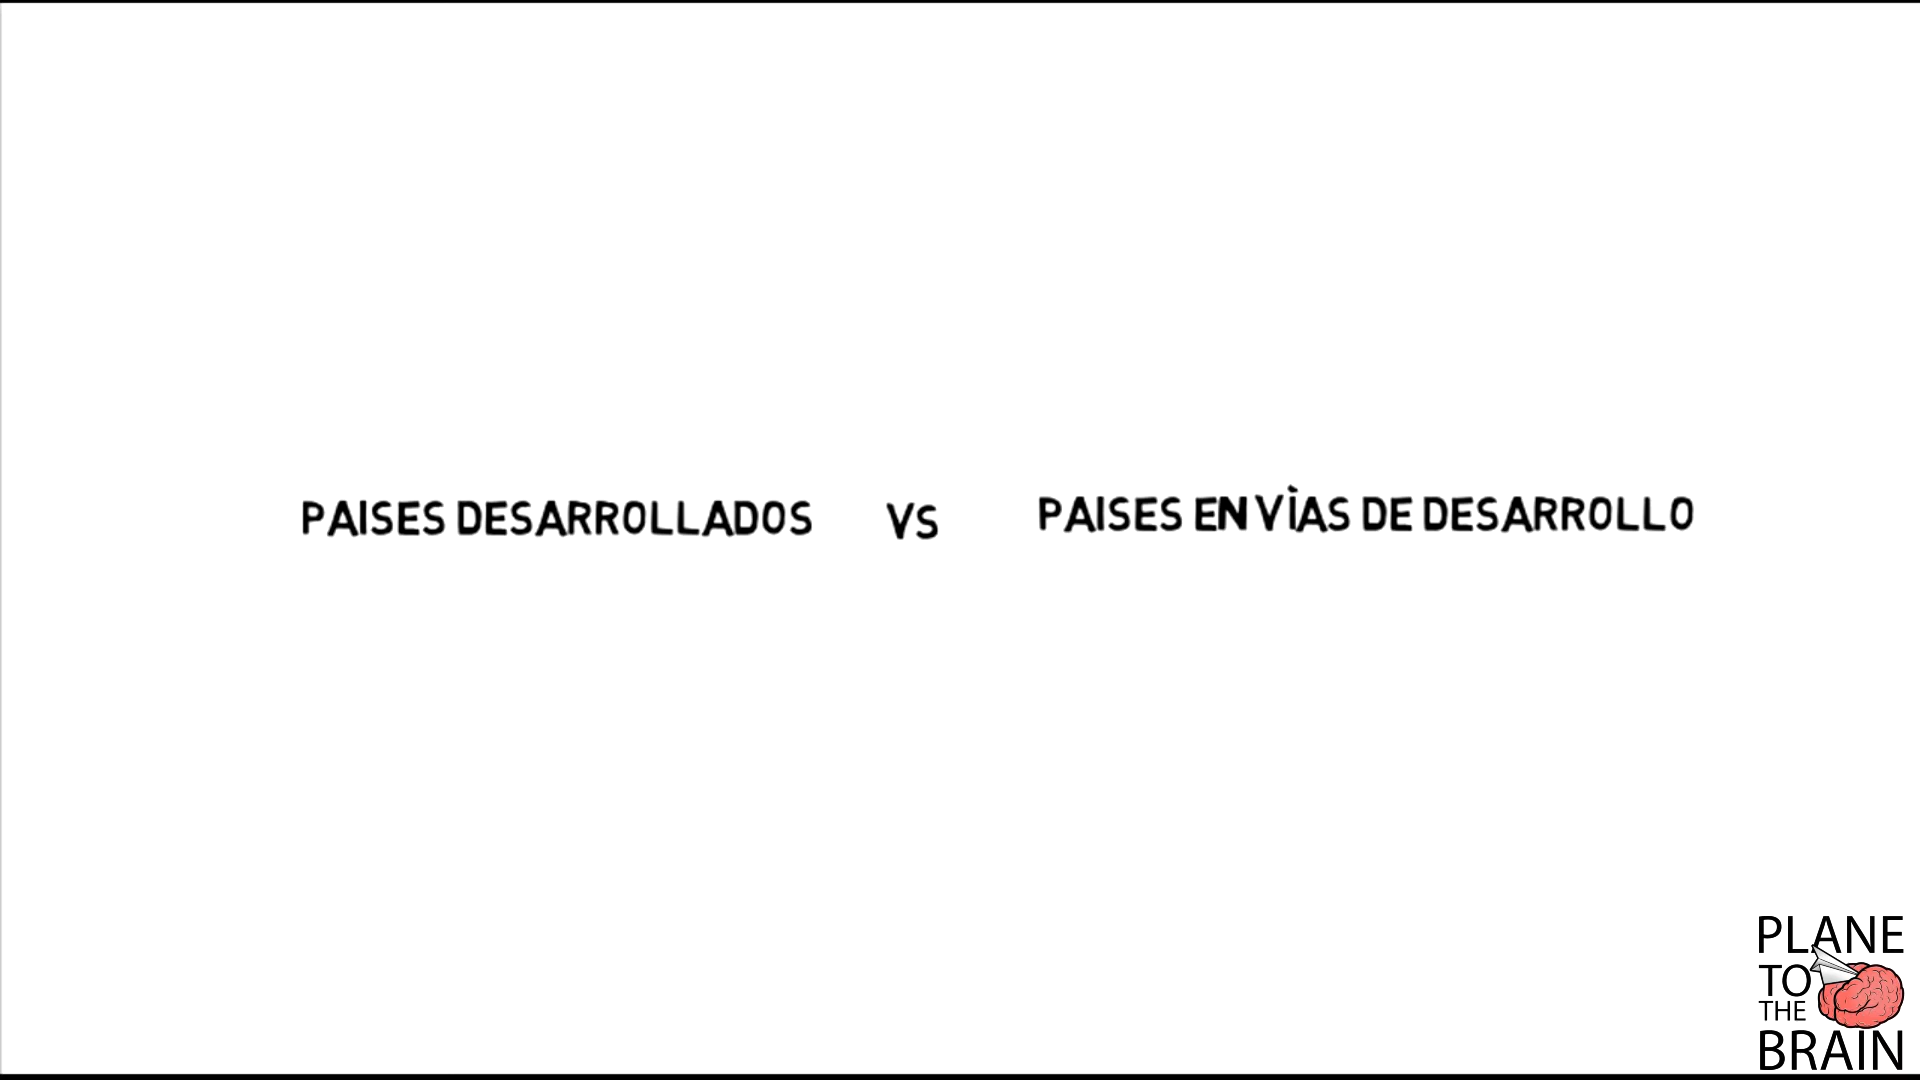 PAISES DESARROLLADOS VS PAISES EN VÌAS DE DESARROLLO
PLANE
TO
THE
BRAIN